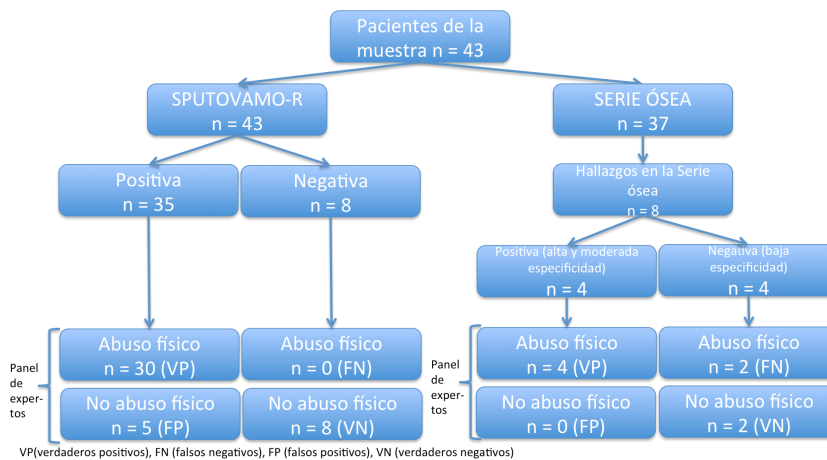 Pacientes de la
muestra n = 43
SPUTOVAMO-R
n = 43
SERIE ÓSEA
n = 37
Positiva
n = 35
Negativa
n = 8
Hallazgos en la Serie
ósea
n = 8
Positiva (alta y moderada
especificidad)
n = 4
Negativa (baja
especificidad)
n = 4
Panel
de
exper-
tos
Abuso físico
n = 30 (VP)
Abuso físico
n = 0 (FN)
No abuso físico
n = 5 (FP)
No abuso físico
n = 8 (VN)
Panel
de
exper-
tos
Abuso físico
n = 4 (VP)
Abuso físico
n = 2 (FN)
No abuso físico
n = 0 (FP)
No abuso físico
n = 2 (VN)
VP(verdaderos positivos), FN (falsos negativos), FP (falsos positivos), VN (verdaderos negativos)